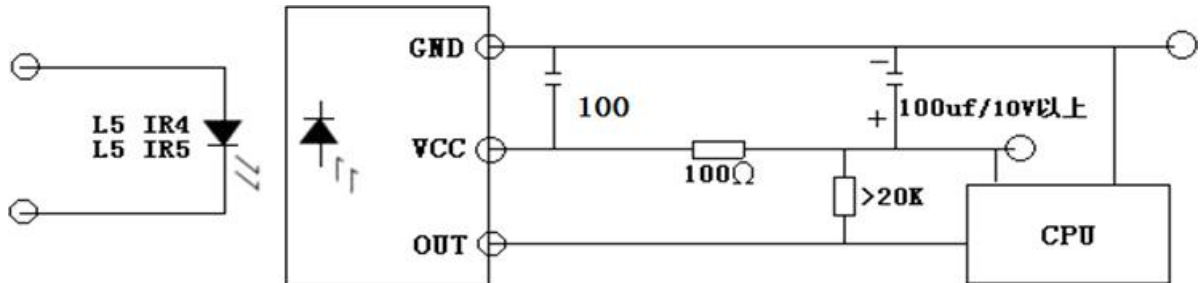 GND
L5 IR4
L5 IR5
100
100uf/10V以上
VCC
100Ω
>20K
OUT
CPU